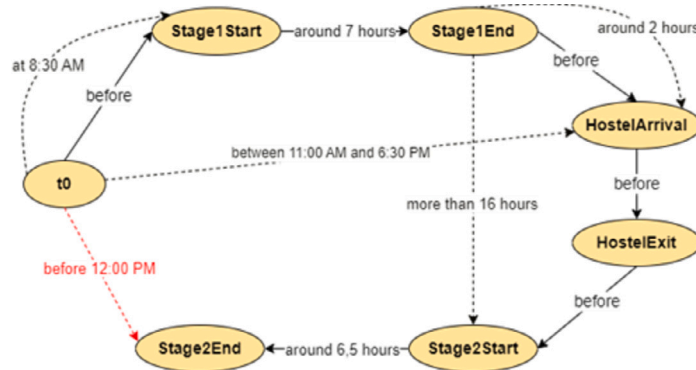 Stage1Start
around 7 hours
Stage1End
around 2 hours
at 8:30 AM
before
before
HostelArrival
between 11:00 AM and 6:30 PM
t0
before
more than 16 hours
HostelExit
before 12:00 PM
before
Stage2End
around 6,5 hours
Stage2Start